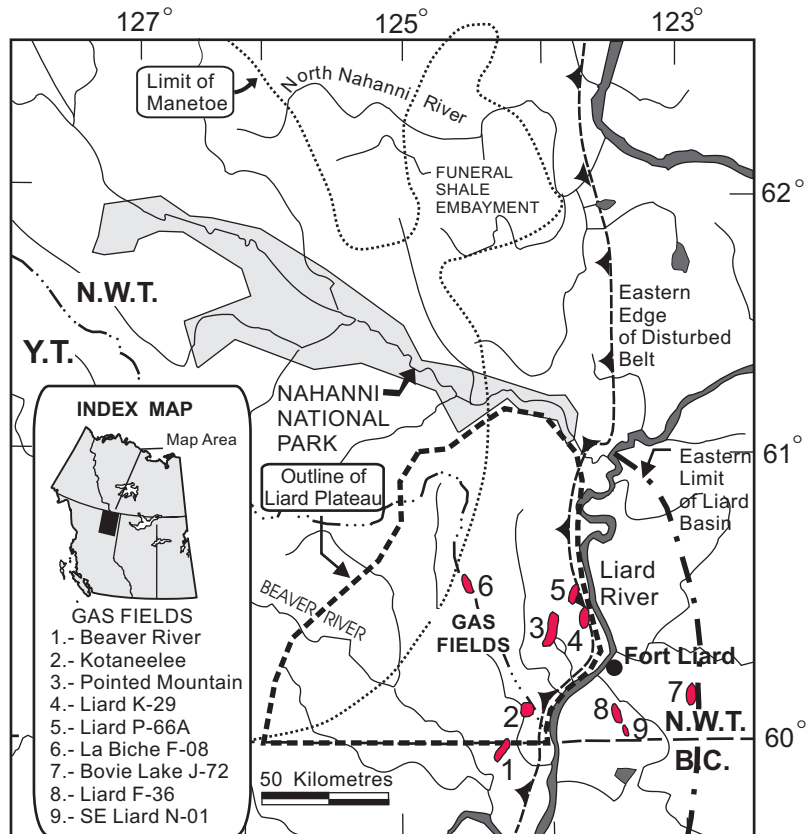 127°
125°
123°
Limit of
Manetoe
North Nahanni River
FUNERAL
SHALE
EMBAYMENT
62°
N.W.T.
Y.T.
Eastern
Edge
of Disturbed
Belt
NAHANNI
NATIONAL
PARK
61°
Eastern
Limit
of Liard
Basin
Outline of
Liard Plateau
INDEX MAP
Map Area
GAS FIELDS
1.- Beaver River
2.- Kotaneelee
3.- Pointed Mountain
4.- Liard K-29
5.- Liard P-66A
6.- La Biche F-08
7.- Bovie Lake J-72
8.- Liard F-36
9.- SE Liard N-01
BEAVER RIVER
6
GAS
FIELDS
5
3
4
Liard
River
Fort Liard
2
8
9
7
N.W.T.
60°
B.C.
1
50 Kilometres